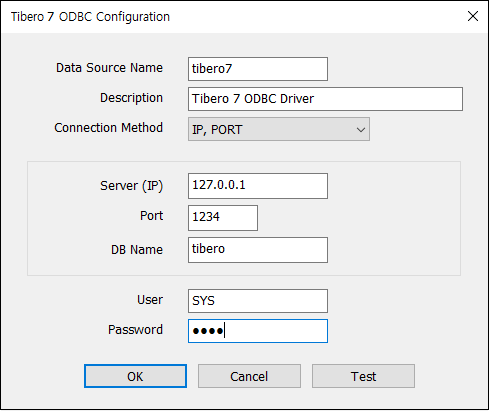 Tibero 7 ODBC Configuration
Data Source Name tibero7
Description Tibero 7 ODBC Driver
Connection Method IP, PORT
Server (IP) 127.0.0.1
Port 1234
DB Name tibero
User SYS
Password ●●●●
OK Cancel Test